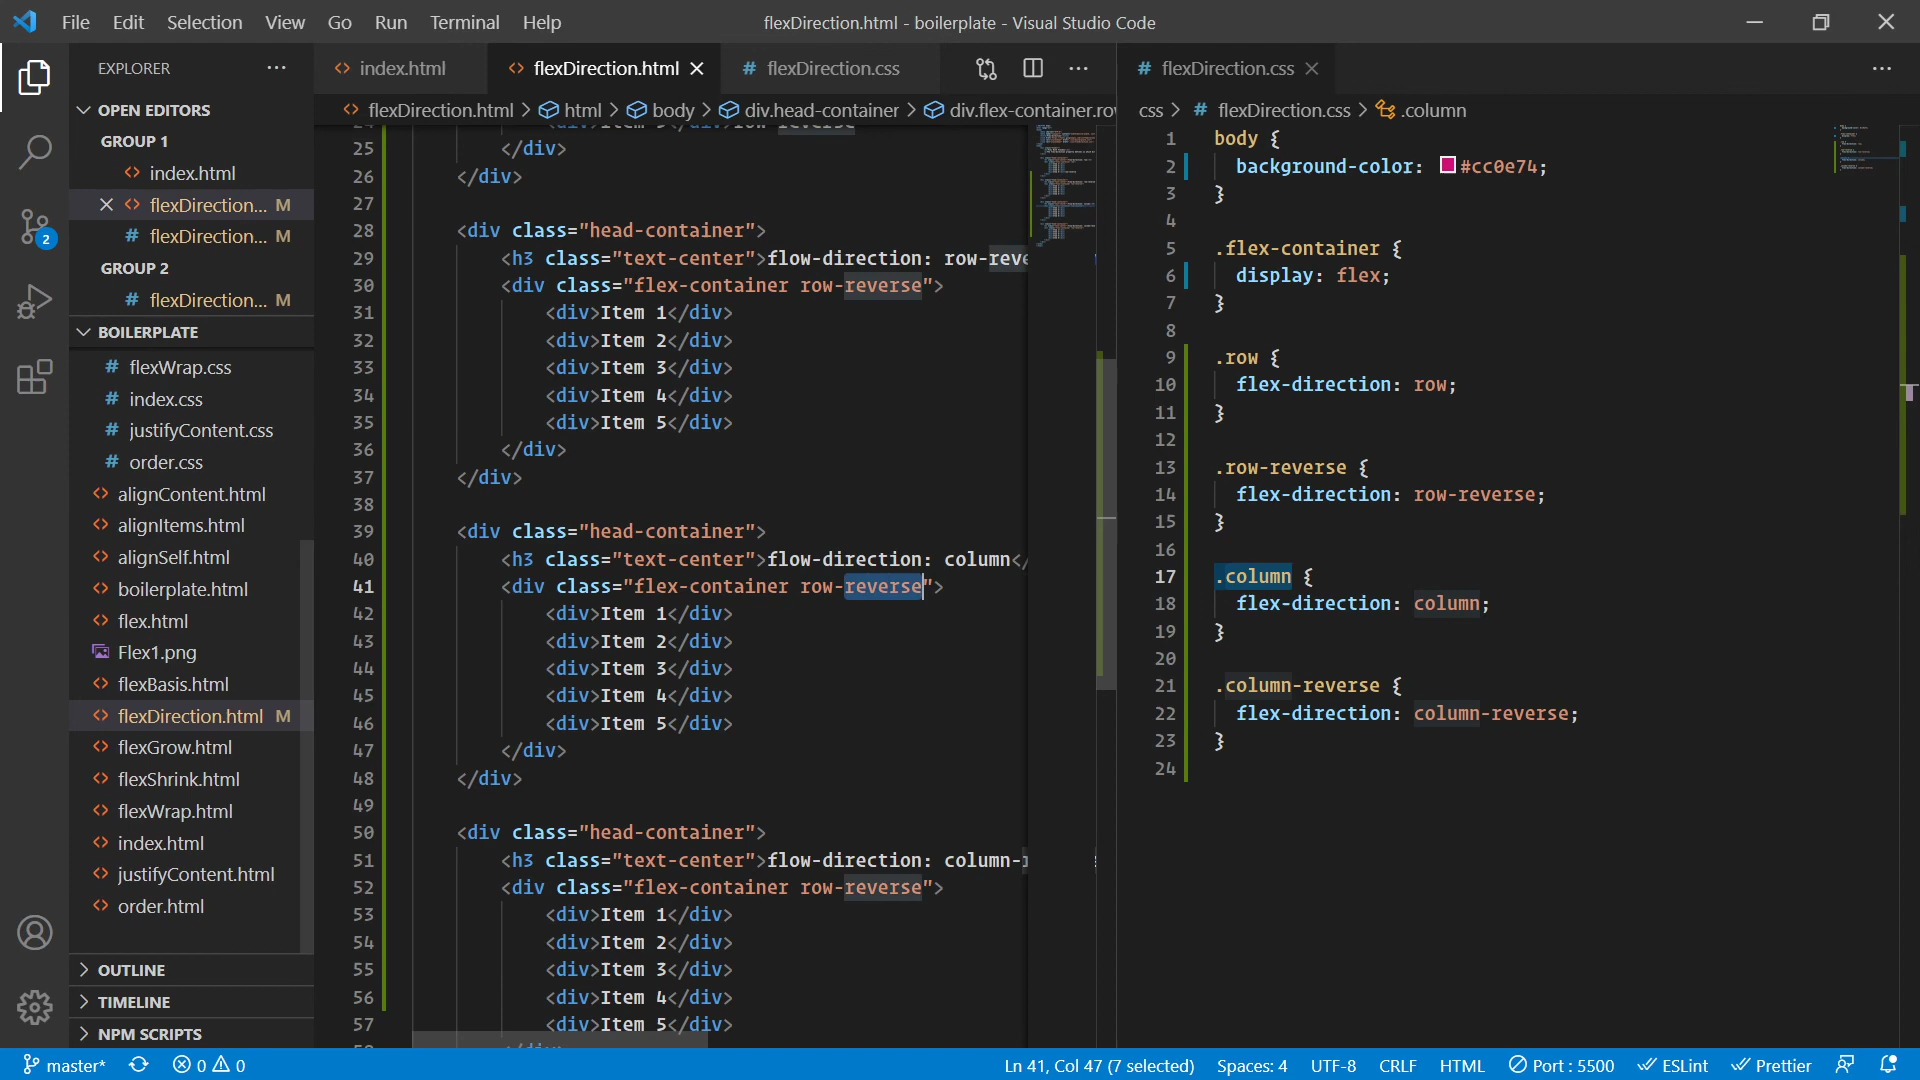 File Edit Selection View Go Run Terminal Help
flexDirection.html - boilerplate - Visual Studio Code
EXPLORER
OPEN EDITORS
GROUP 1
index.html
flexDirection... M
flexDirection... M
GROUP 2
flexDirection... M
BOILERPLATE
flexWrap.css
index.css
justifyContent.css
order.css
alignContent.html
alignItems.html
alignSelf.html
boilerplate.html
flex.html
Flex1.png
flexBasis.html
flexDirection.html M
flexGrow.html
flexShrink.html
flexWrap.html
index.html
justifyContent.html
order.html
OUTLINE
TIMELINE
NPM SCRIPTS
2
index.html flexDirection.html # flexDirection.css
flexDirection.html > html > body > div.head-container > div.flex-container.row
25 </div>
26 </div>
27
28 <div class="head-container">
29 <h3 class="text-center">flow-direction: row-reve
30 <div class="flex-container row-reverse">
31 <div>Item 1</div>
32 <div>Item 2</div>
33 <div>Item 3</div>
34 <div>Item 4</div>
35 <div>Item 5</div>
36 </div>
37 </div>
38
39 <div class="head-container">
40 <h3 class="text-center">flow-direction: column</
41 <div class="flex-container row-reverse">
42 <div>Item 1</div>
43 <div>Item 2</div>
44 <div>Item 3</div>
45 <div>Item 4</div>
46 <div>Item 5</div>
47 </div>
48 </div>
49
50 <div class="head-container">
51 <h3 class="text-center">flow-direction: column-
52 <div class="flex-container row-reverse">
53 <div>Item 1</div>
54 <div>Item 2</div>
55 <div>Item 3</div>
56 <div>Item 4</div>
57 <div>Item 5</div>
# flexDirection.css
css > # flexDirection.css > .column
1 body {
2 background-color: #cc0e74;
3 }
4
5 .flex-container {
6 display: flex;
7 }
8
9 .row {
10 flex-direction: row;
11 }
12
13 .row-reverse {
14 flex-direction: row-reverse;
15 }
16
17 .column {
18 flex-direction: column;
19 }
20
21 .column-reverse {
22 flex-direction: column-reverse;
23 }
24
master* 0 0 Ln 41, Col 47 (7 selected) Spaces: 4 UTF-8 CRLF HTML Port : 5500 ESLint Prettier